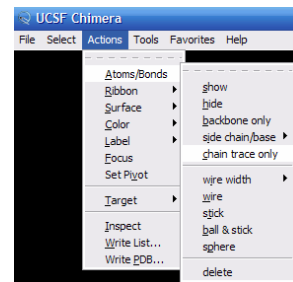 UCSF Chimera
File Select Actions Tools Favorites Help
Atoms/Bonds
Ribbon
Surface
Color
Label
Focus
Set Pivot
Target
Inspect
Write List...
Write PDB...
show
hide
backbone only
side chain/base
chain trace only
wire width
wire
stick
ball & stick
sphere
delete